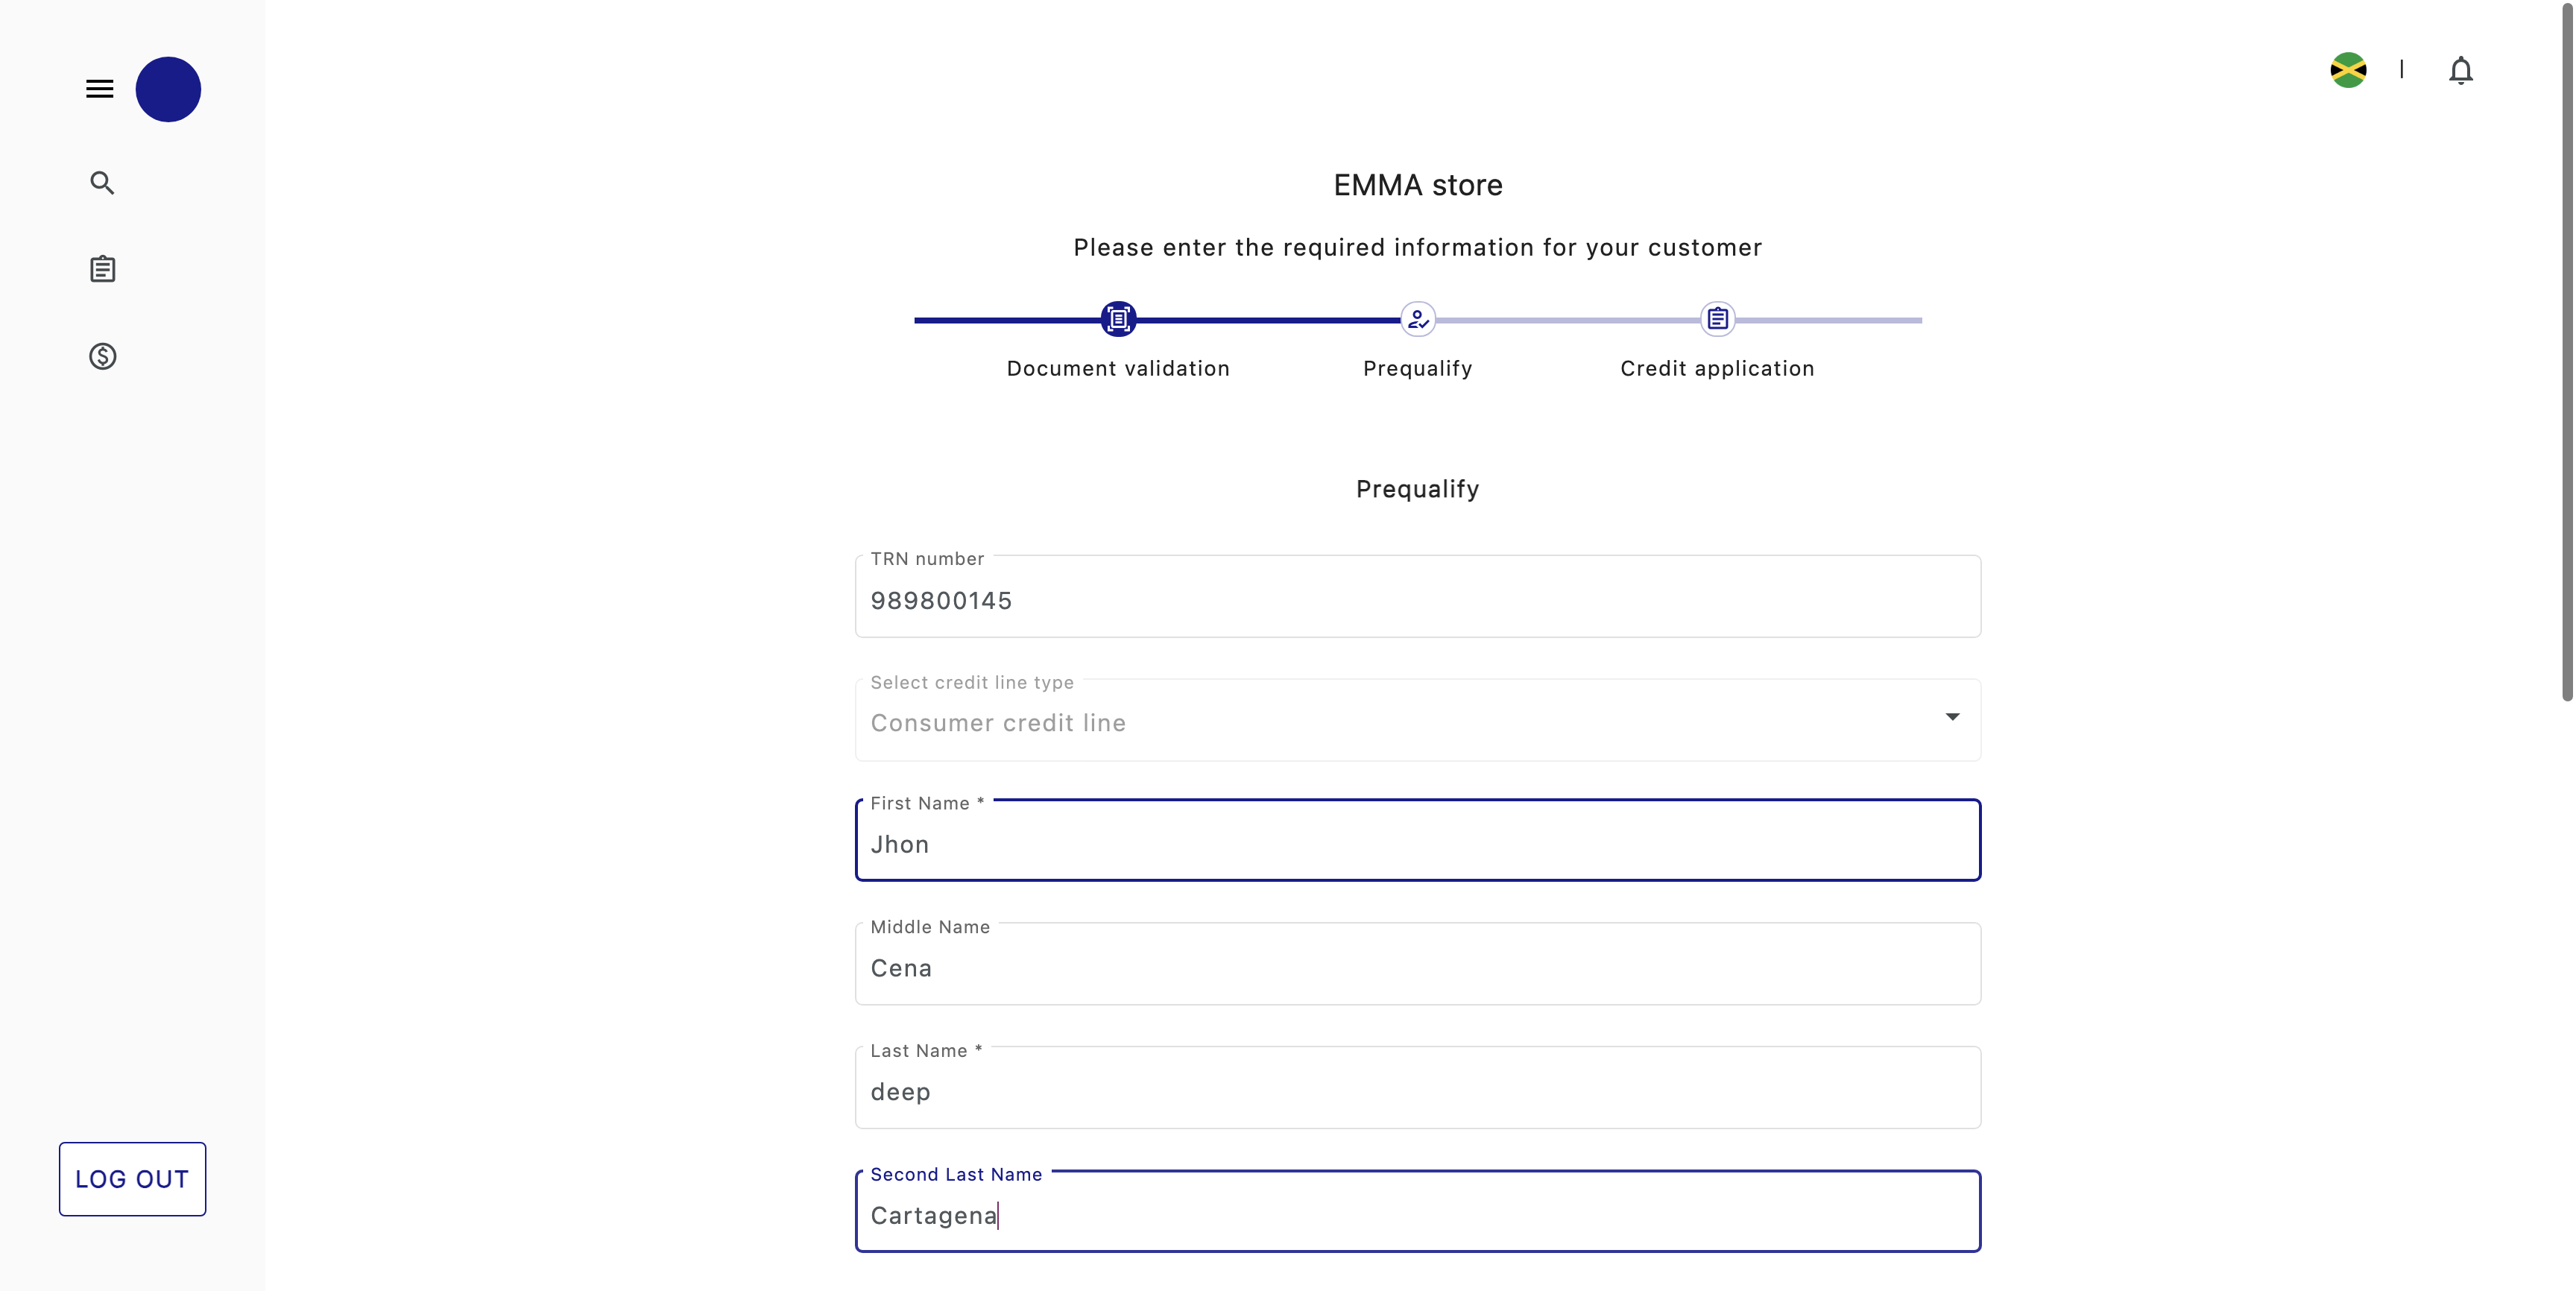 EMMA store
Please enter the required information for your customer
Document validation
Prequalify
Credit application
Prequalify
TRN number
989800145
Select credit line type
Consumer credit line
First Name *
Jhon
Middle Name
Cena
Last Name *
deep
Second Last Name
Cartagena
LOG OUT